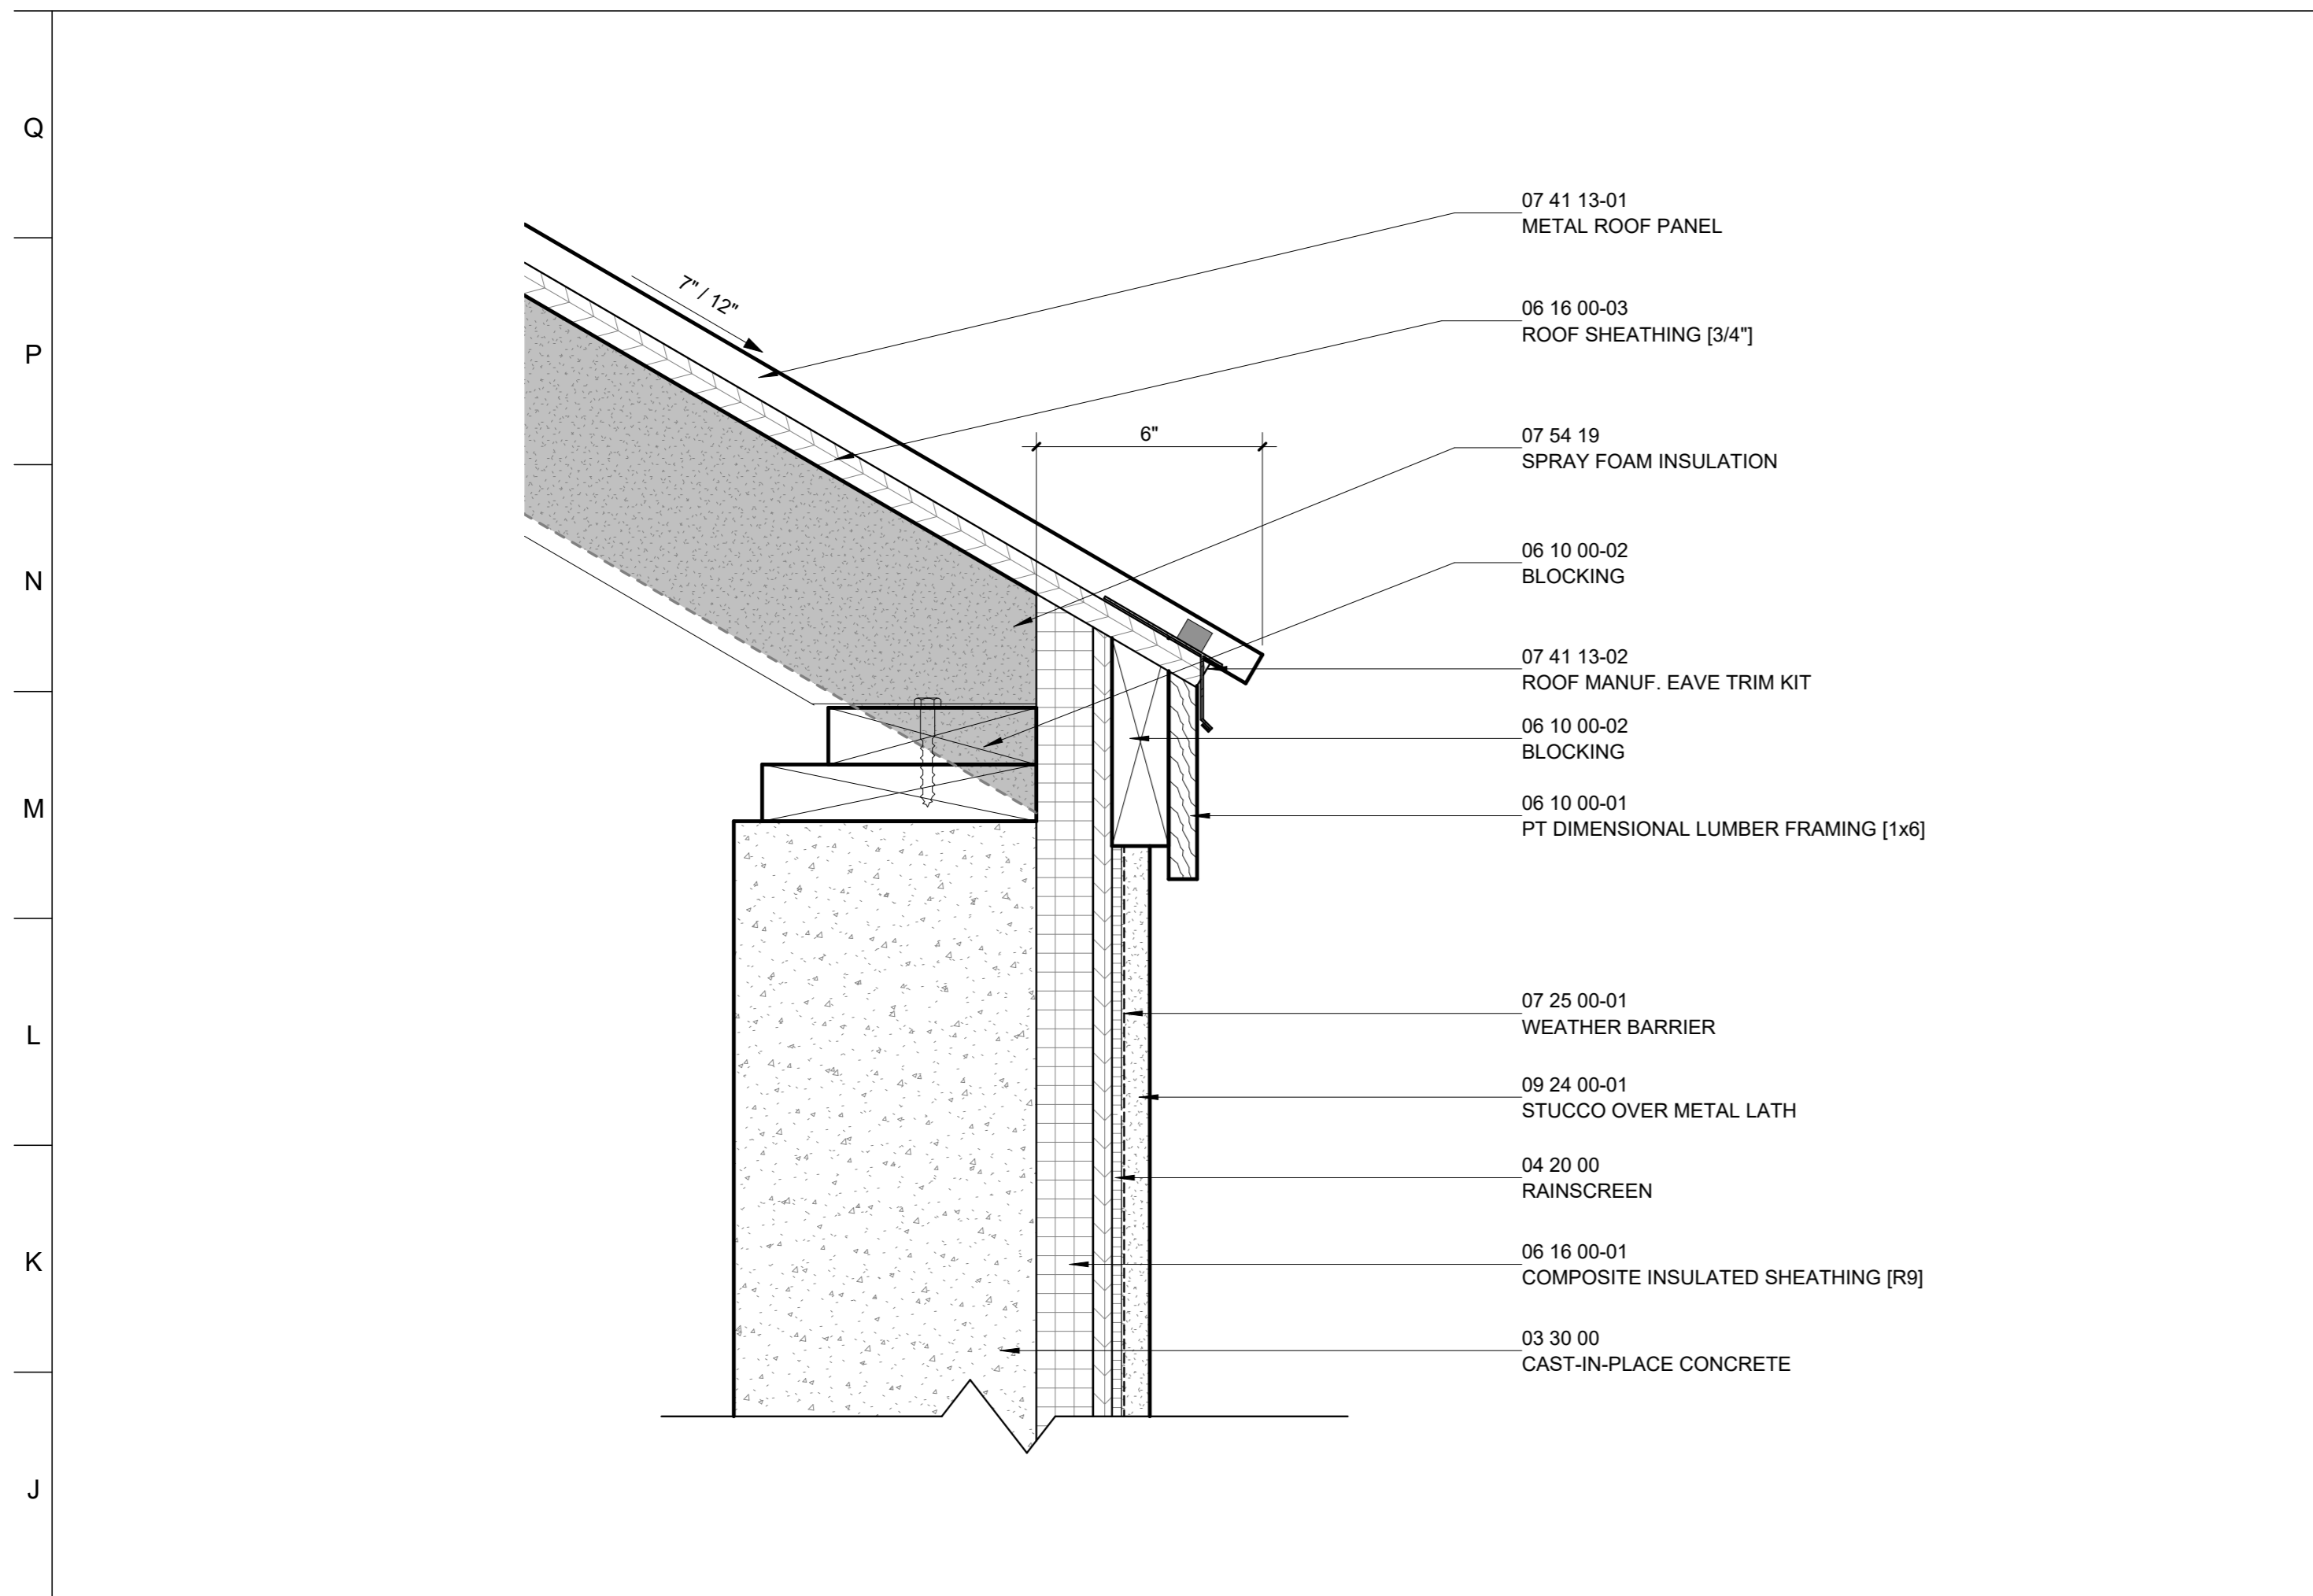 Q
P
N
M
L
K
J
7" / 12"
6"
07 41 13-01
METAL ROOF PANEL
06 16 00-03
ROOF SHEATHING [3/4"]
07 54 19
SPRAY FOAM INSULATION
06 10 00-02
BLOCKING
07 41 13-02
ROOF MANUF. EAVE TRIM KIT
06 10 00-02
BLOCKING
06 10 00-01
PT DIMENSIONAL LUMBER FRAMING [1x6]
07 25 00-01
WEATHER BARRIER
09 24 00-01
STUCCO OVER METAL LATH
04 20 00
RAINSCREEN
06 16 00-01
COMPOSITE INSULATED SHEATHING [R9]
03 30 00
CAST-IN-PLACE CONCRETE